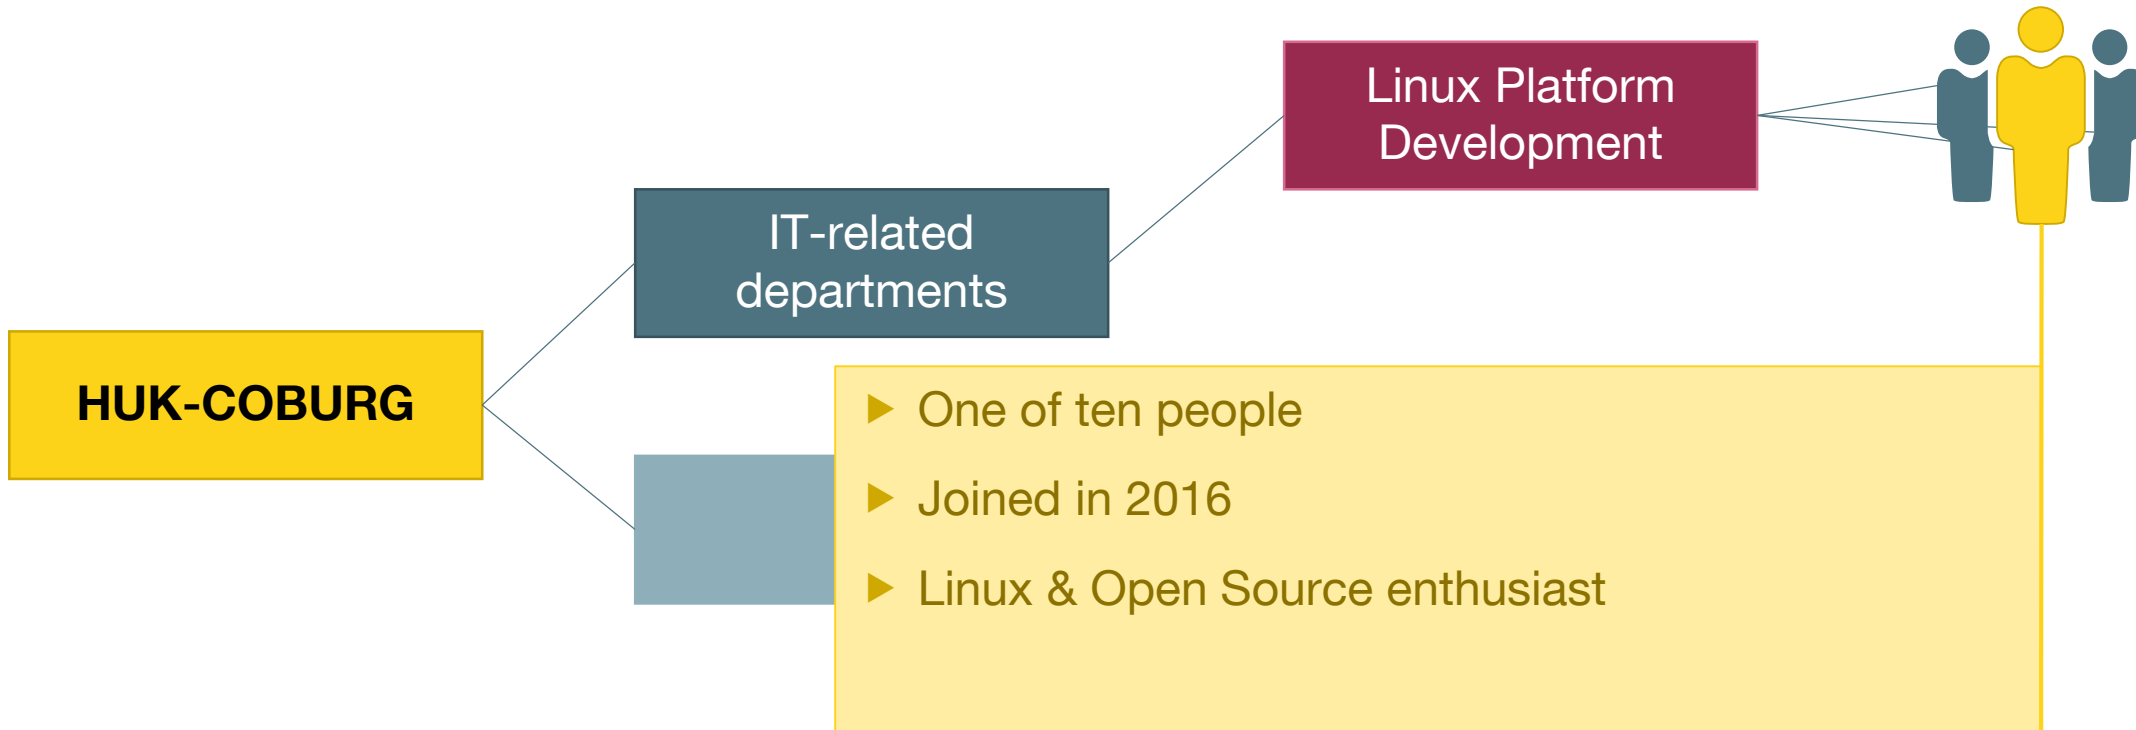 Linux Platform
Development
IT-related
departments
HUK-COBURG
One of ten people
Joined in 2016
Linux & Open Source enthusiast